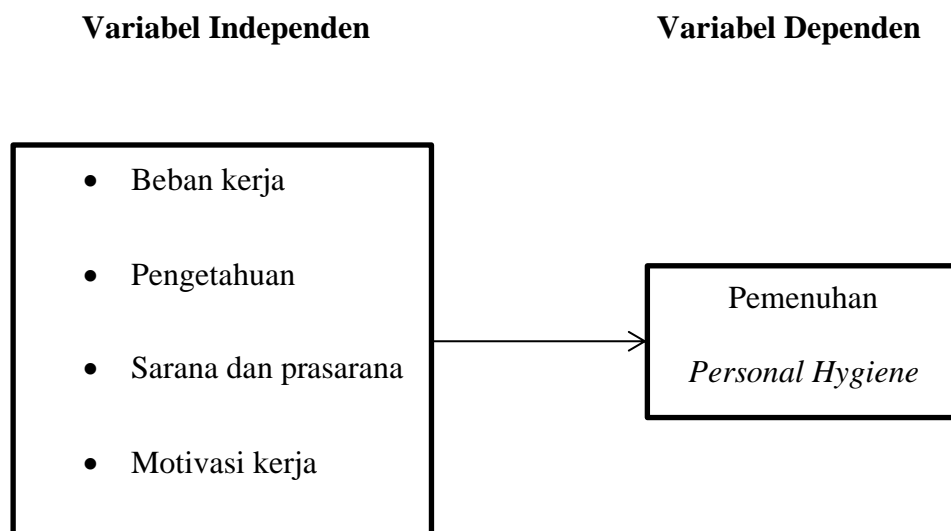 Variabel Independen
Variabel Dependen
• Beban kerja
• Pengetahuan
• Sarana dan prasarana
• Motivasi kerja
Pemenuhan
Personal Hygiene